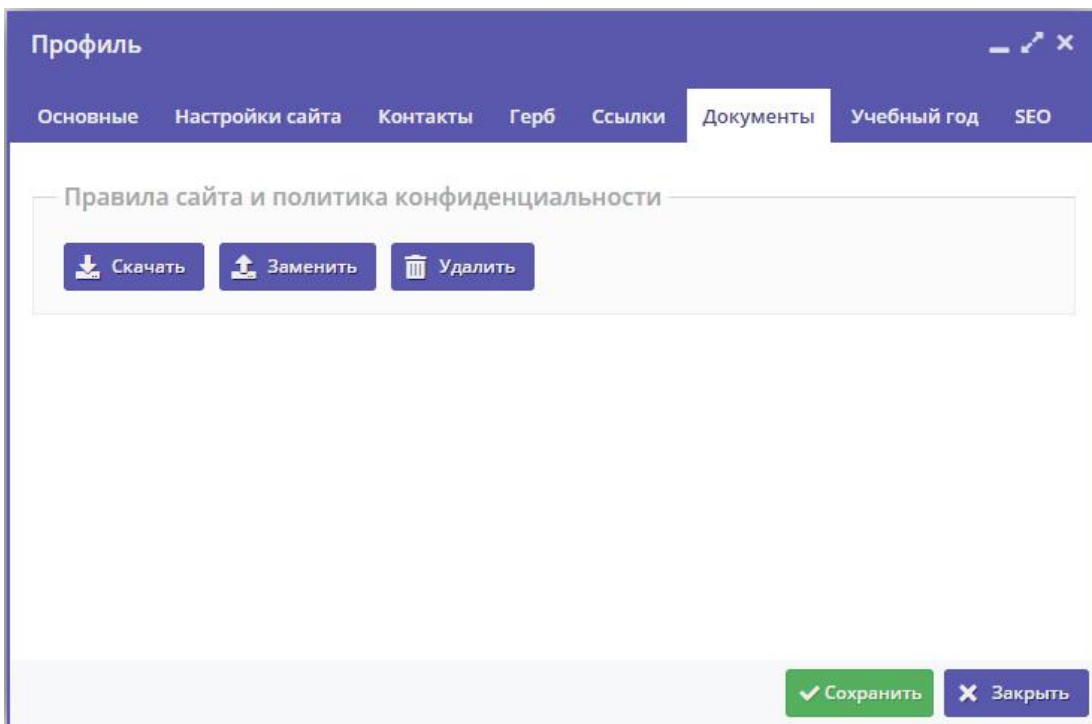 Профиль
Основные Настройки сайта Контакты Герб Ссылки Документы Учебный год SEO
Правила сайта и политика конфиденциальности
Скачать Заменить Удалить
Сохранить Закрыть